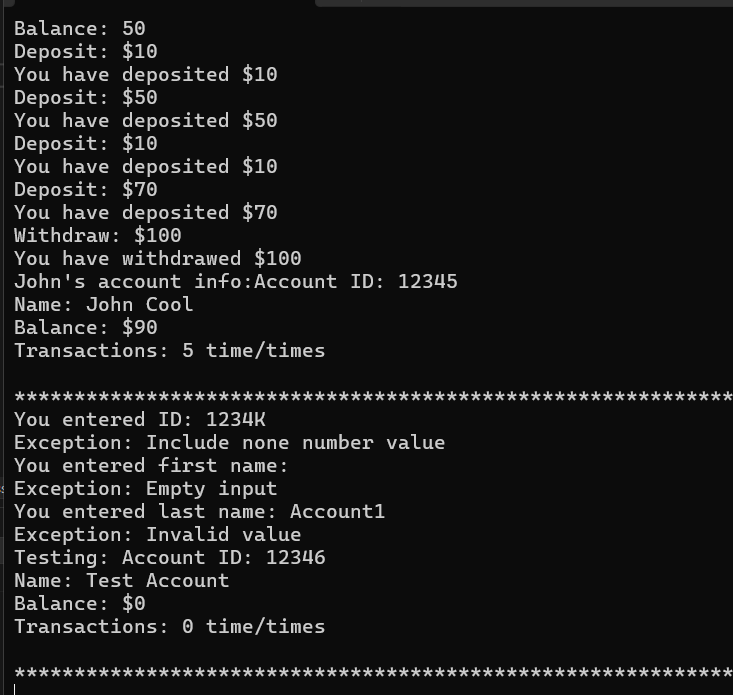 Balance: 50
Deposit: $10
You have deposited $10
Deposit: $50
You have deposited $50
Deposit: $10
You have deposited $10
Deposit: $70
You have deposited $70
Withdraw: $100
You have withdrawed $100
John's account info:Account ID: 12345
Name: John Cool
Balance: $90
Transactions: 5 time/times
************************************************************
You entered ID: 1234K
Exception: Include none number value
You entered first name:
Exception: Empty input
You entered last name: Account1
Exception: Invalid value
Testing: Account ID: 12346
Name: Test Account
Balance: $0
Transactions: 0 time/times
************************************************************